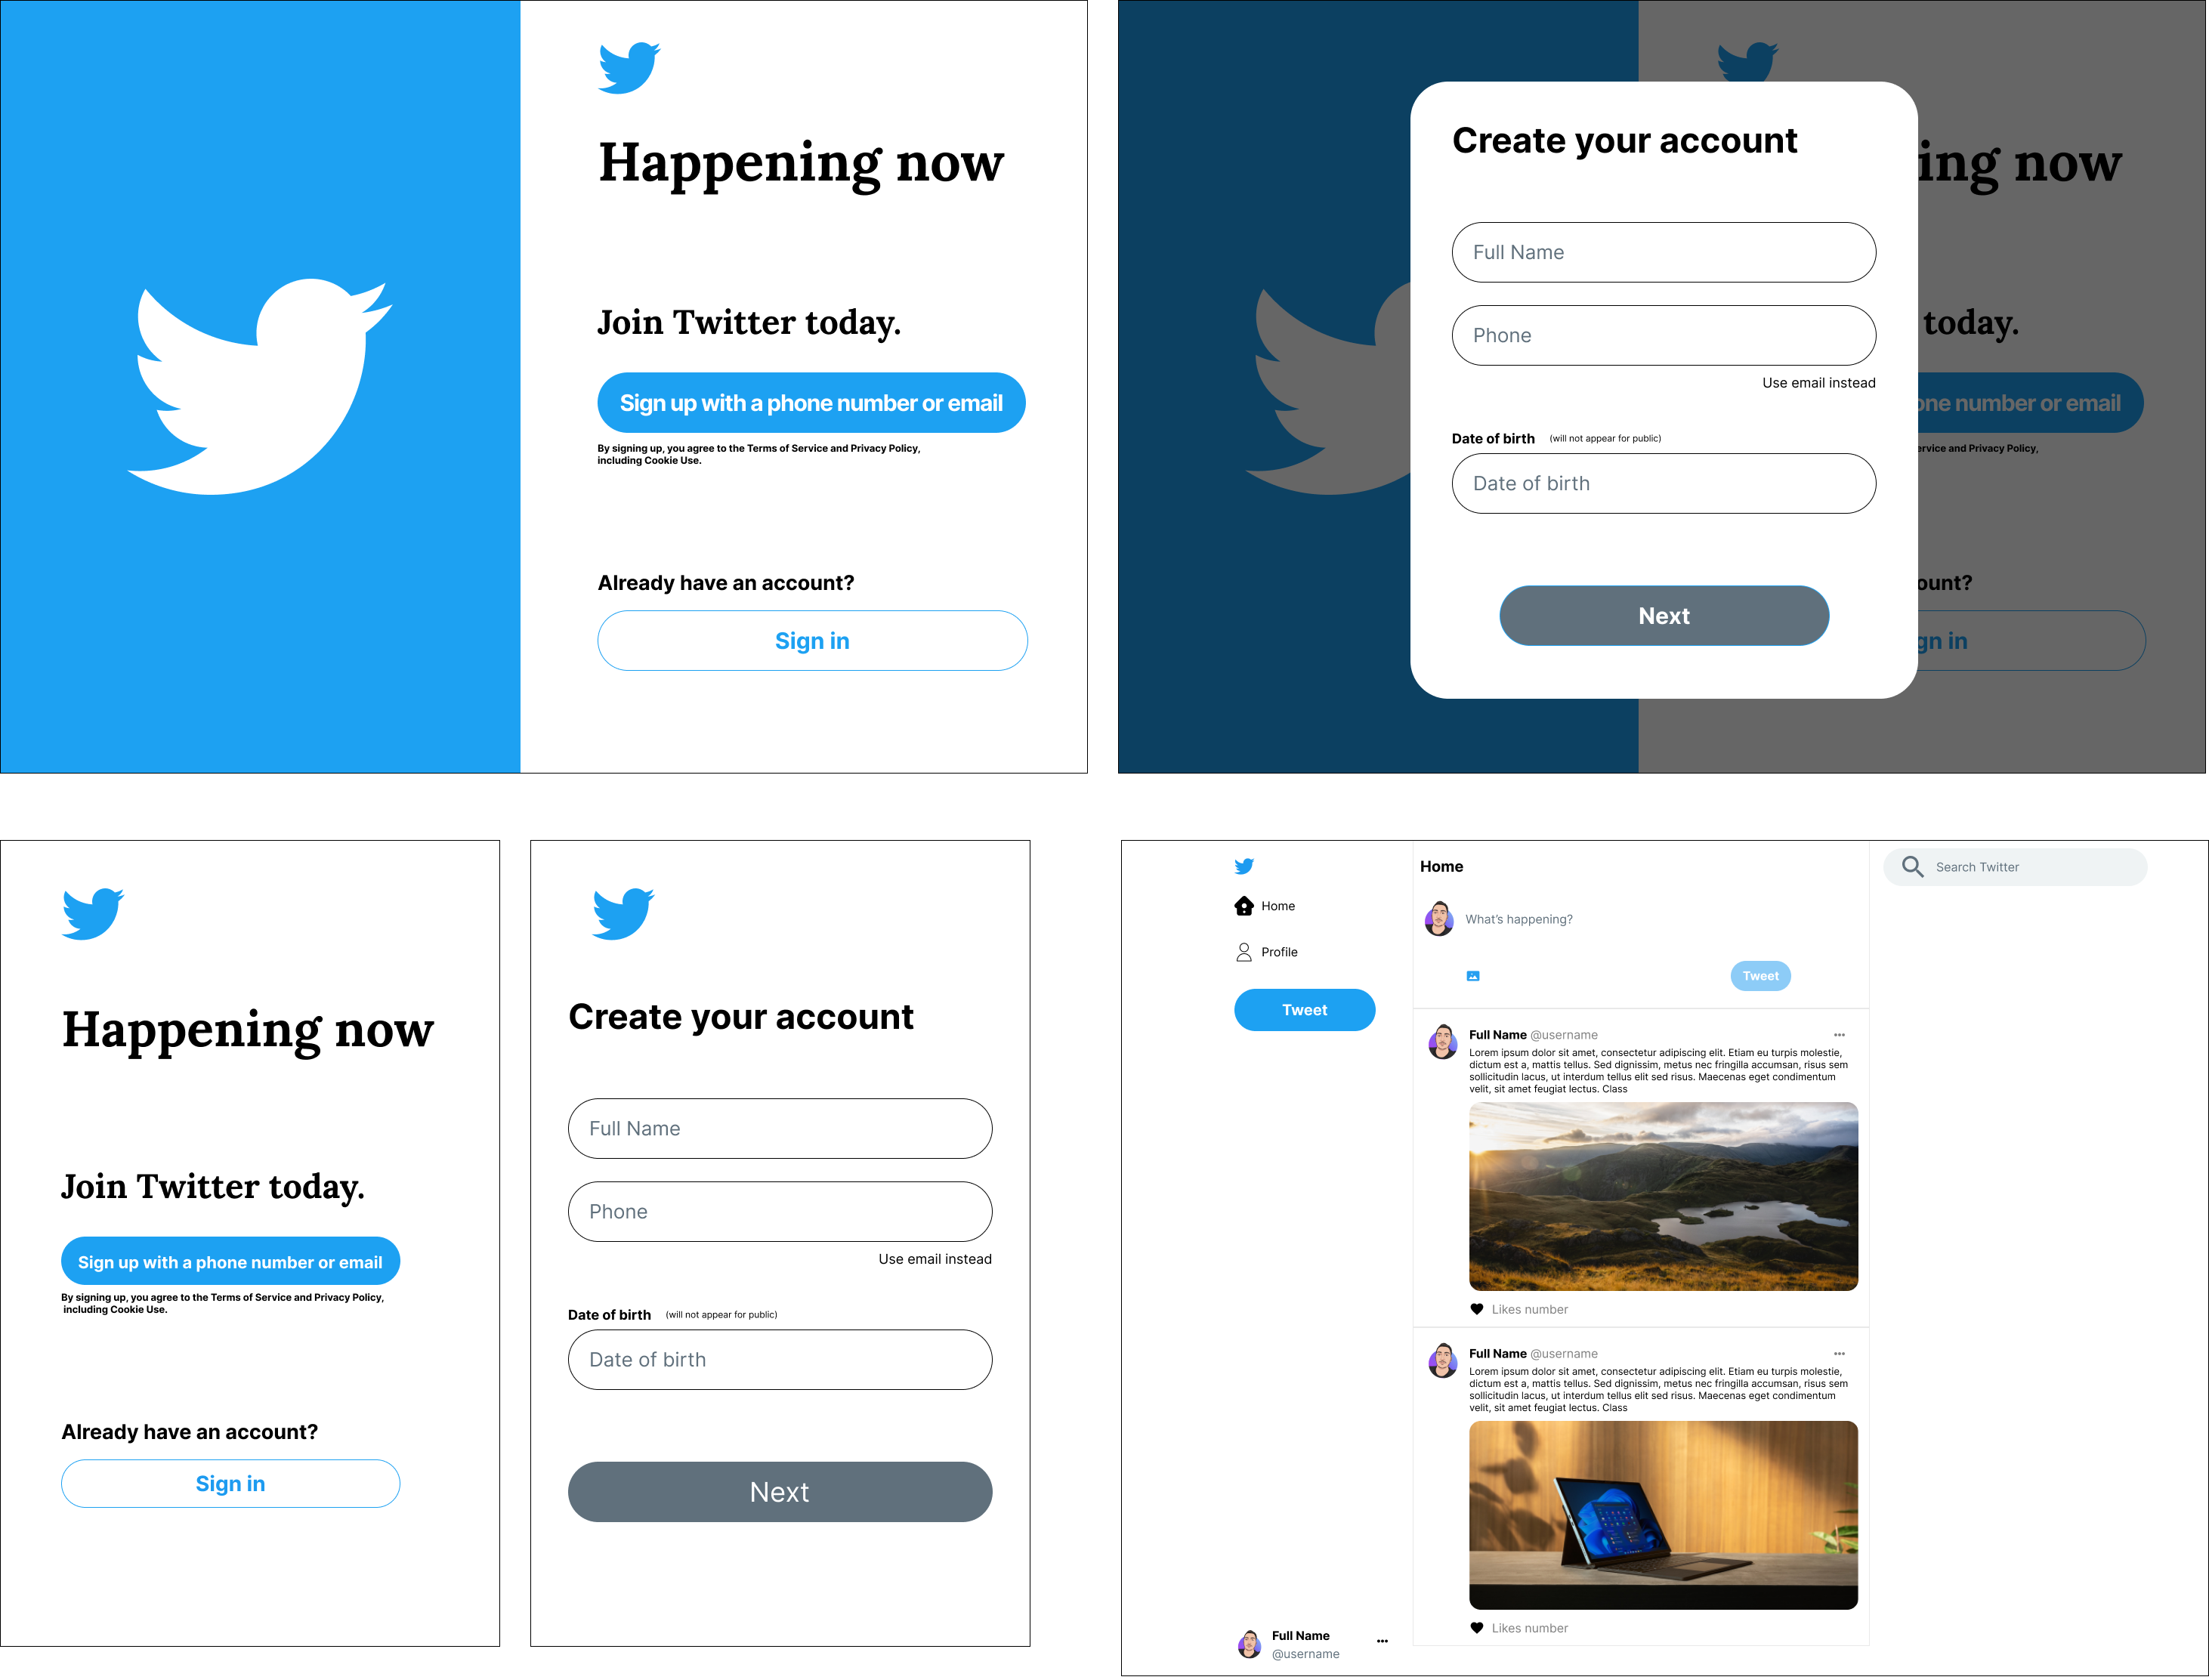 Happening now
Join Twitter today.
Sign up with a phone number or email
By signing up, you agree to the Terms of Service and Privacy Policy,
including Cookie Use.
Already have an account?
Sign in
Create your account
Full Name
Phone
Use email instead
Date of birth (will not appear for public)
Date of birth
Next
ing now
today.
one number or email
ervice and Privacy Policy,
ount?
gn in
Happening now
Join Twitter today.
Sign up with a phone number or email
By signing up, you agree to the Terms of Service and Privacy Policy,
including Cookie Use.
Already have an account?
Sign in
Create your account
Full Name
Phone
Use email instead
Date of birth (will not appear for public)
Date of birth
Next
Home
Profile
Tweet
Full Name
@username
Home
What's happening?
Tweet
Full Name @username
Lorem ipsum dolor sit amet, consectetur adipiscing elit. Etiam eu turpis molestie,
dictum est a, mattis tellus. Sed dignissim, metus nec fringilla accumsan, risus sem
sollicitudin lacus, ut interdum tellus elit sed risus. Maecenas eget condimentum
velit, sit amet feugiat lectus. Class
Likes number
Full Name @username
Lorem ipsum dolor sit amet, consectetur adipiscing elit. Etiam eu turpis molestie,
dictum est a, mattis tellus. Sed dignissim, metus nec fringilla accumsan, risus sem
sollicitudin lacus, ut interdum tellus elit sed risus. Maecenas eget condimentum
velit, sit amet feugiat lectus. Class
Likes number
Search Twitter